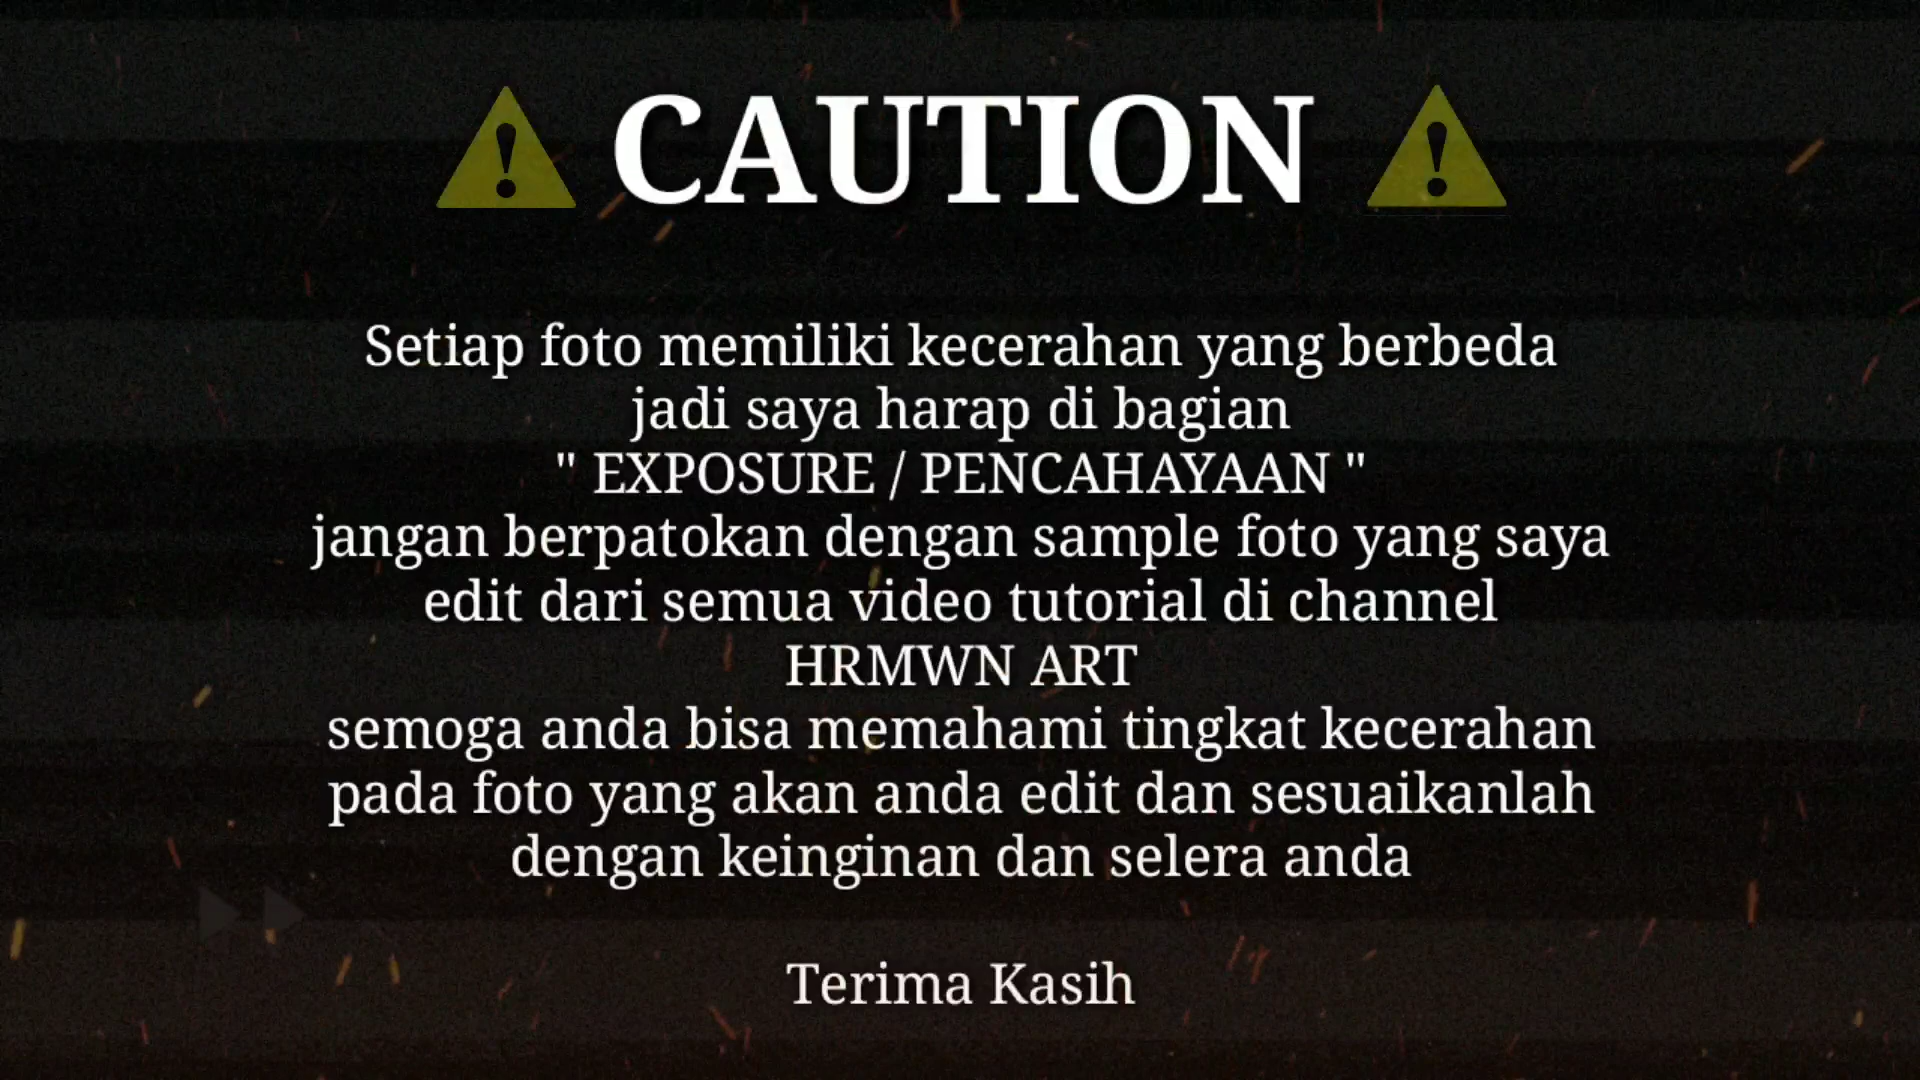 CAUTION
Setiap foto memiliki kecerahan yang berbeda
jadi saya harap di bagian
" EXPOSURE / PENCAHAYAAN "
jangan berpatokan dengan sample foto yang saya
edit dari semua video tutorial di channel
HRMWN ART
semoga anda bisa memahami tingkat kecerahan
pada foto yang akan anda edit dan sesuaikanlah
dengan keinginan dan selera anda
Terima Kasih